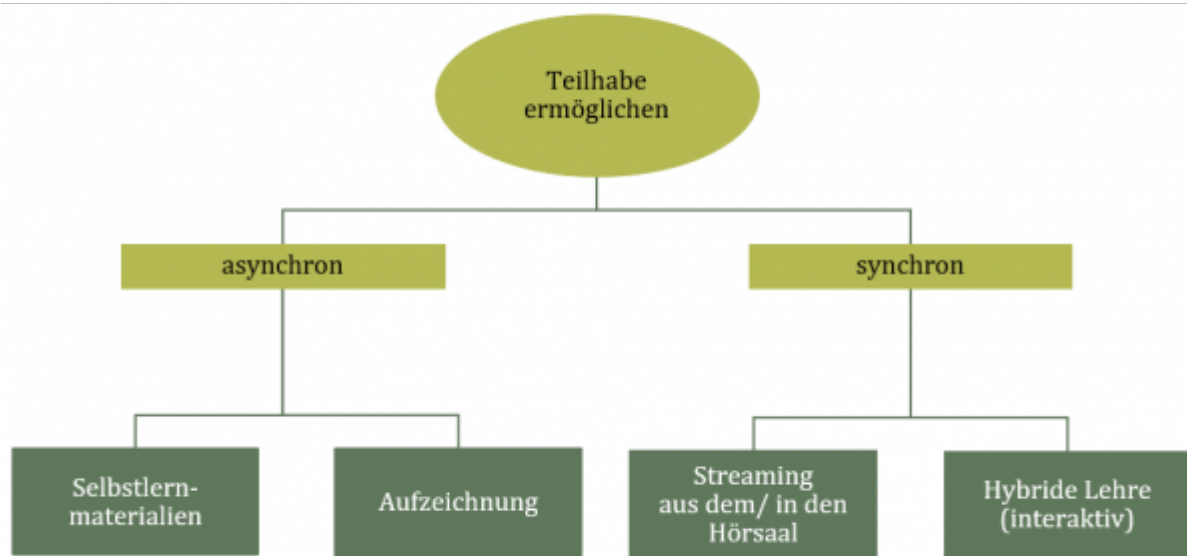 Teilhabe
ermöglichen
asynchron
synchron
Selbstlern-
materialien
Aufzeichnung
Streaming
aus dem/ in den
Hörsaal
Hybride Lehre
(interaktiv)